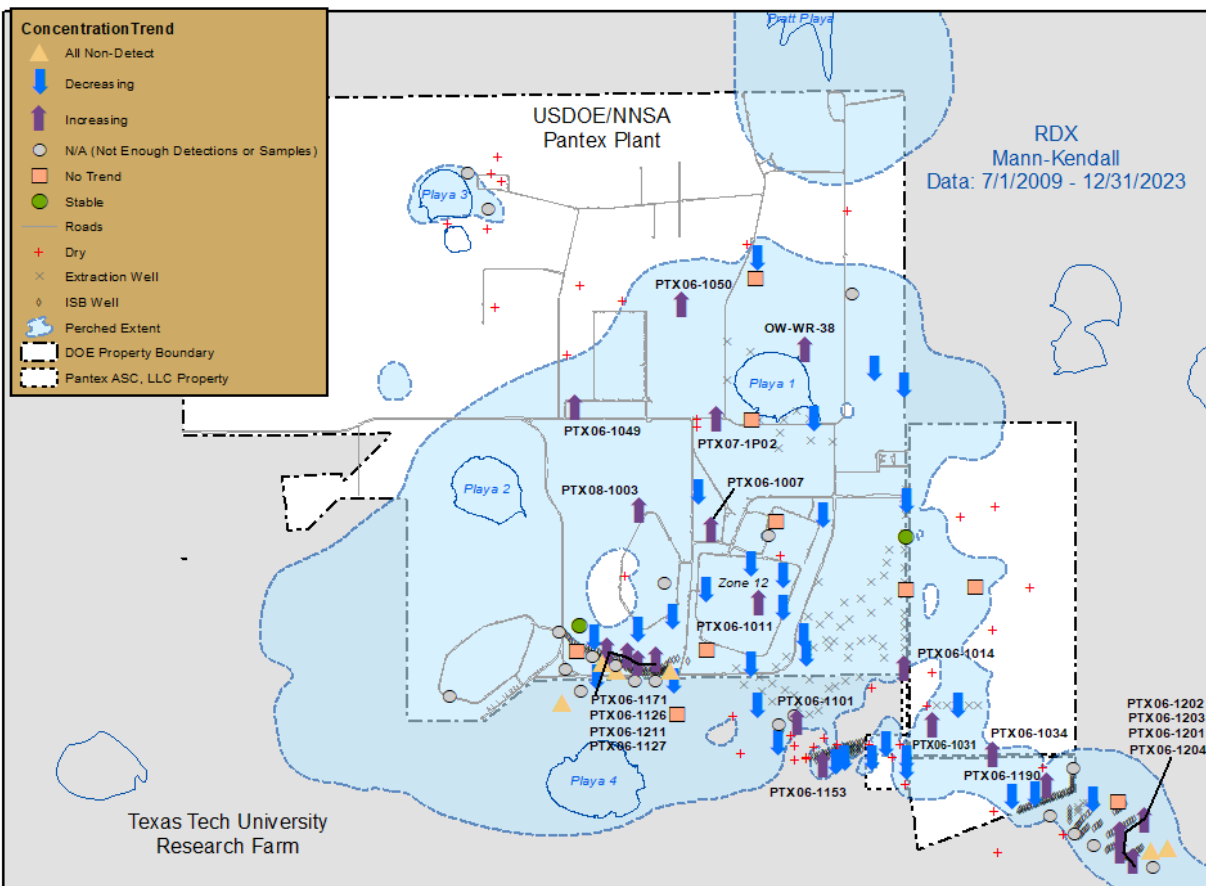 ConcentrationTrend
All Non-Detect
Decreasing
Increasing
N/A (Not Enough Detections or Samples)
No Trend
Stable
Roads
Dry
Extraction Well
ISB Well
Perched Extent
DOE Property Boundary
Pantex ASC, LLC Property
Pratt Playa
USDOE/NNSA
Pantex Plant
RDX
Mann-Kendall
Data: 7/1/2009 - 12/31/2023
Playa 3
PTX06-1050
OW-WR-38
Playa 1
PTX06-1049
PTX07-1P02
Playa 2
PTX08-1003
PTX06-1007
Zone 12
PTX06-1011
PTX06-1014
PTX06-1171
PTX06-1126
PTX06-1211
PTX06-1127
PTX06-1101
PTX06-1031
PTX06-1034
PTX06-1202
PTX06-1203
PTX06-1201
PTX06-1204
PTX06-1190
Playa 4
PTX06-1153
Texas Tech University
Research Farm